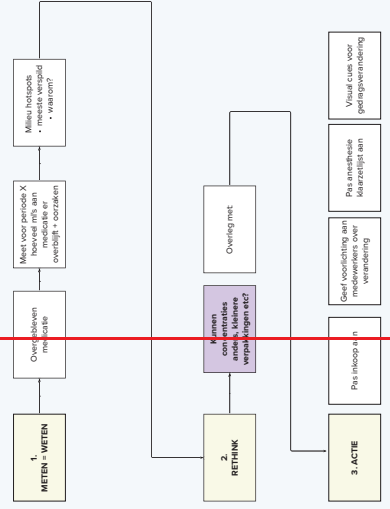 1.
METEN = WETEN
Overgebleven
medicatie
Meet voor periode X
hoeveel ml's aan
medicatie er
overblijft + oorzaken
Milieu hotspots
• meeste verspild
• waarom?
2.
RETHINK
Kunnen
concentraties
anders, kleinere
verpakkingen etc?
Overleg met:
3. ACTIE
Pas inkoop aan
Geef voorlichting aan
medewerkers over
verandering
Pas anesthesie
klaarzetlijst aan
Visual cues voor
gedragsverandering